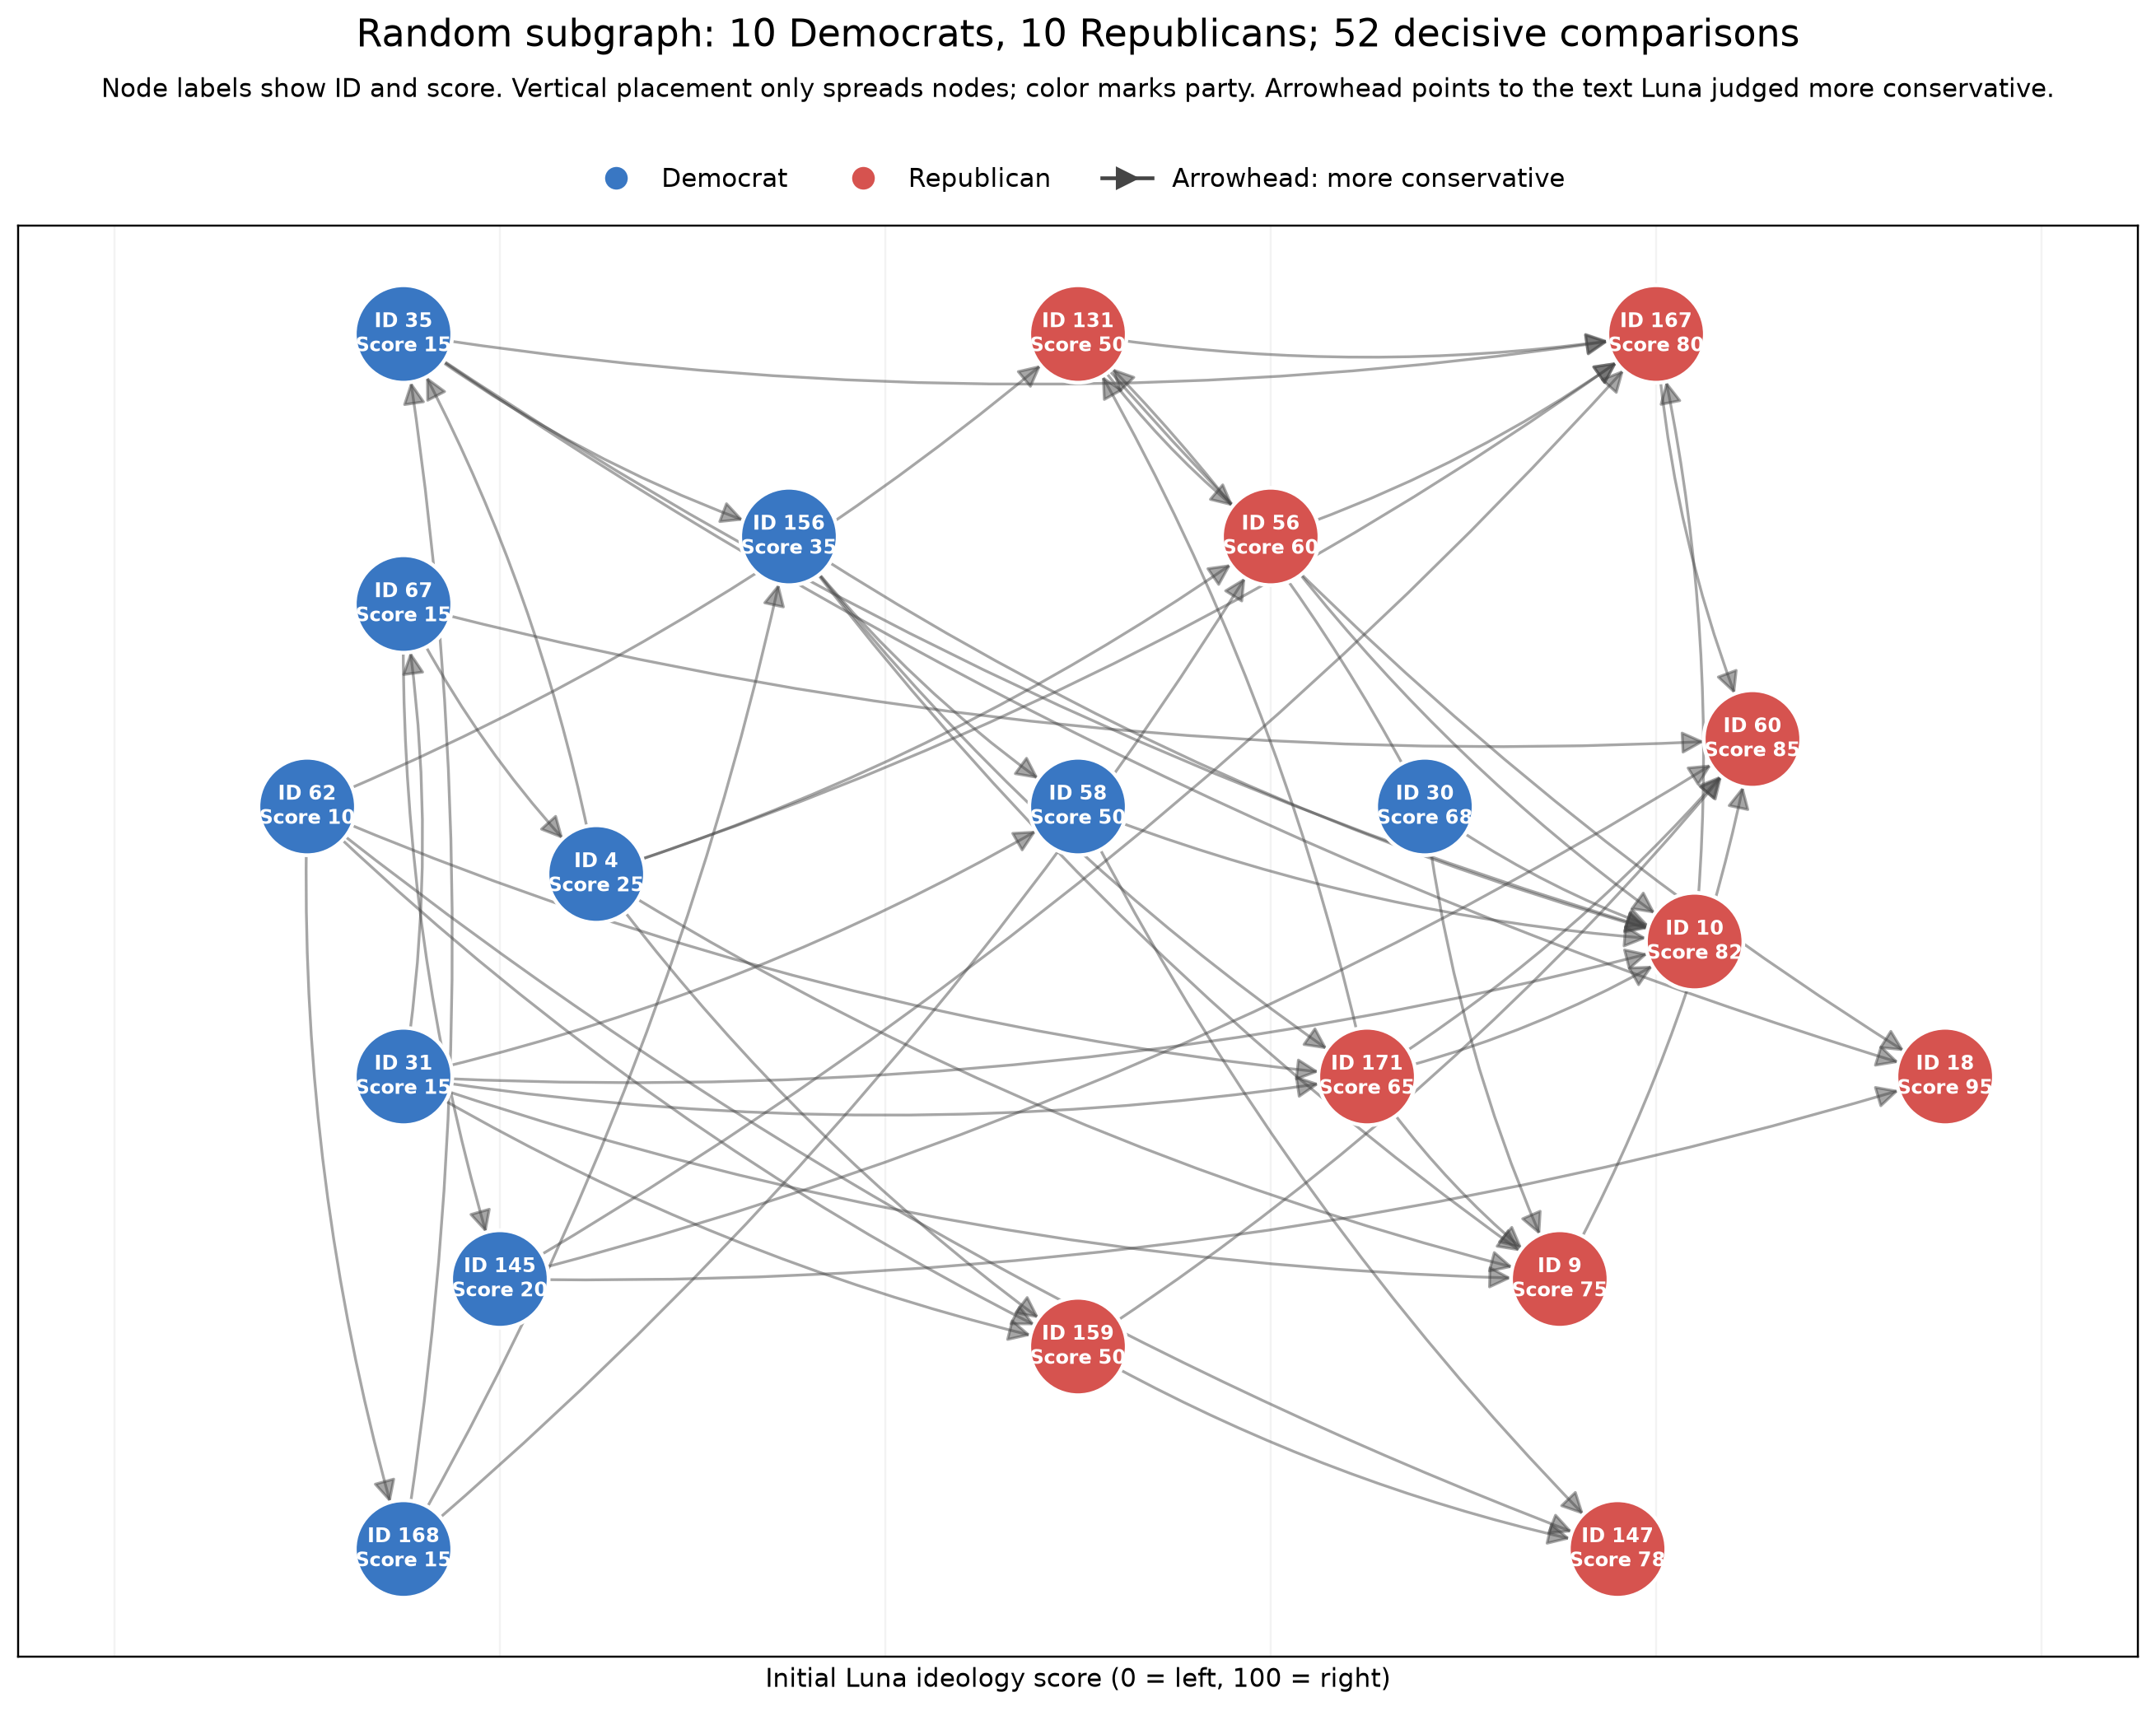 Random subgraph: 10 Democrats, 10 Republicans; 52 decisive comparisons
Node labels show ID and score. Vertical placement only spreads nodes; color marks party. Arrowhead points to the text Luna judged more conservative.
Democrat
Republican
Arrowhead: more conservative
ID 35
Score 15
ID 131
Score 50
ID 167
Score 80
ID 156
Score 35
ID 56
Score 60
ID 67
Score 15
ID 60
Score 85
ID 62
Score 10
ID 58
Score 50
ID 30
Score 68
ID 4
Score 25
ID 10
Score 82
ID 31
Score 15
ID 171
Score 65
ID 18
Score 95
ID 145
Score 20
ID 9
Score 75
ID 159
Score 50
ID 168
Score 15
ID 147
Score 78
Initial Luna ideology score (0 = left, 100 = right)